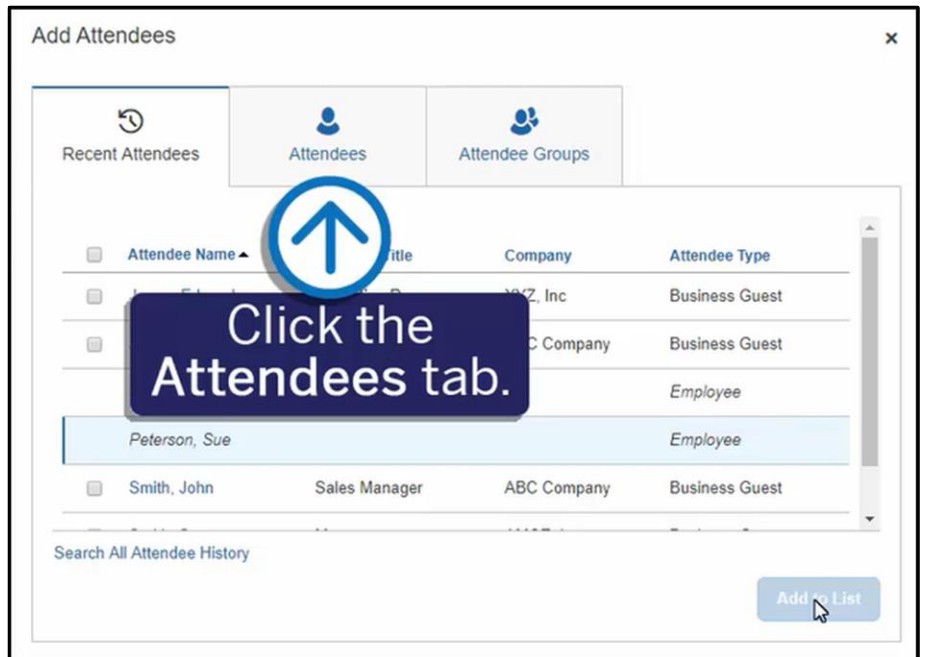 Add Attendees
×
Recent Attendees
Attendees
Attendee Groups
Attendee Name Title Company Attendee Type
Inc Business Guest
Company Business Guest
Employee
Peterson, Sue Employee
Smith, John Sales Manager ABC Company Business Guest
Click the
Attendees tab.
Search All Attendee History
Add to List